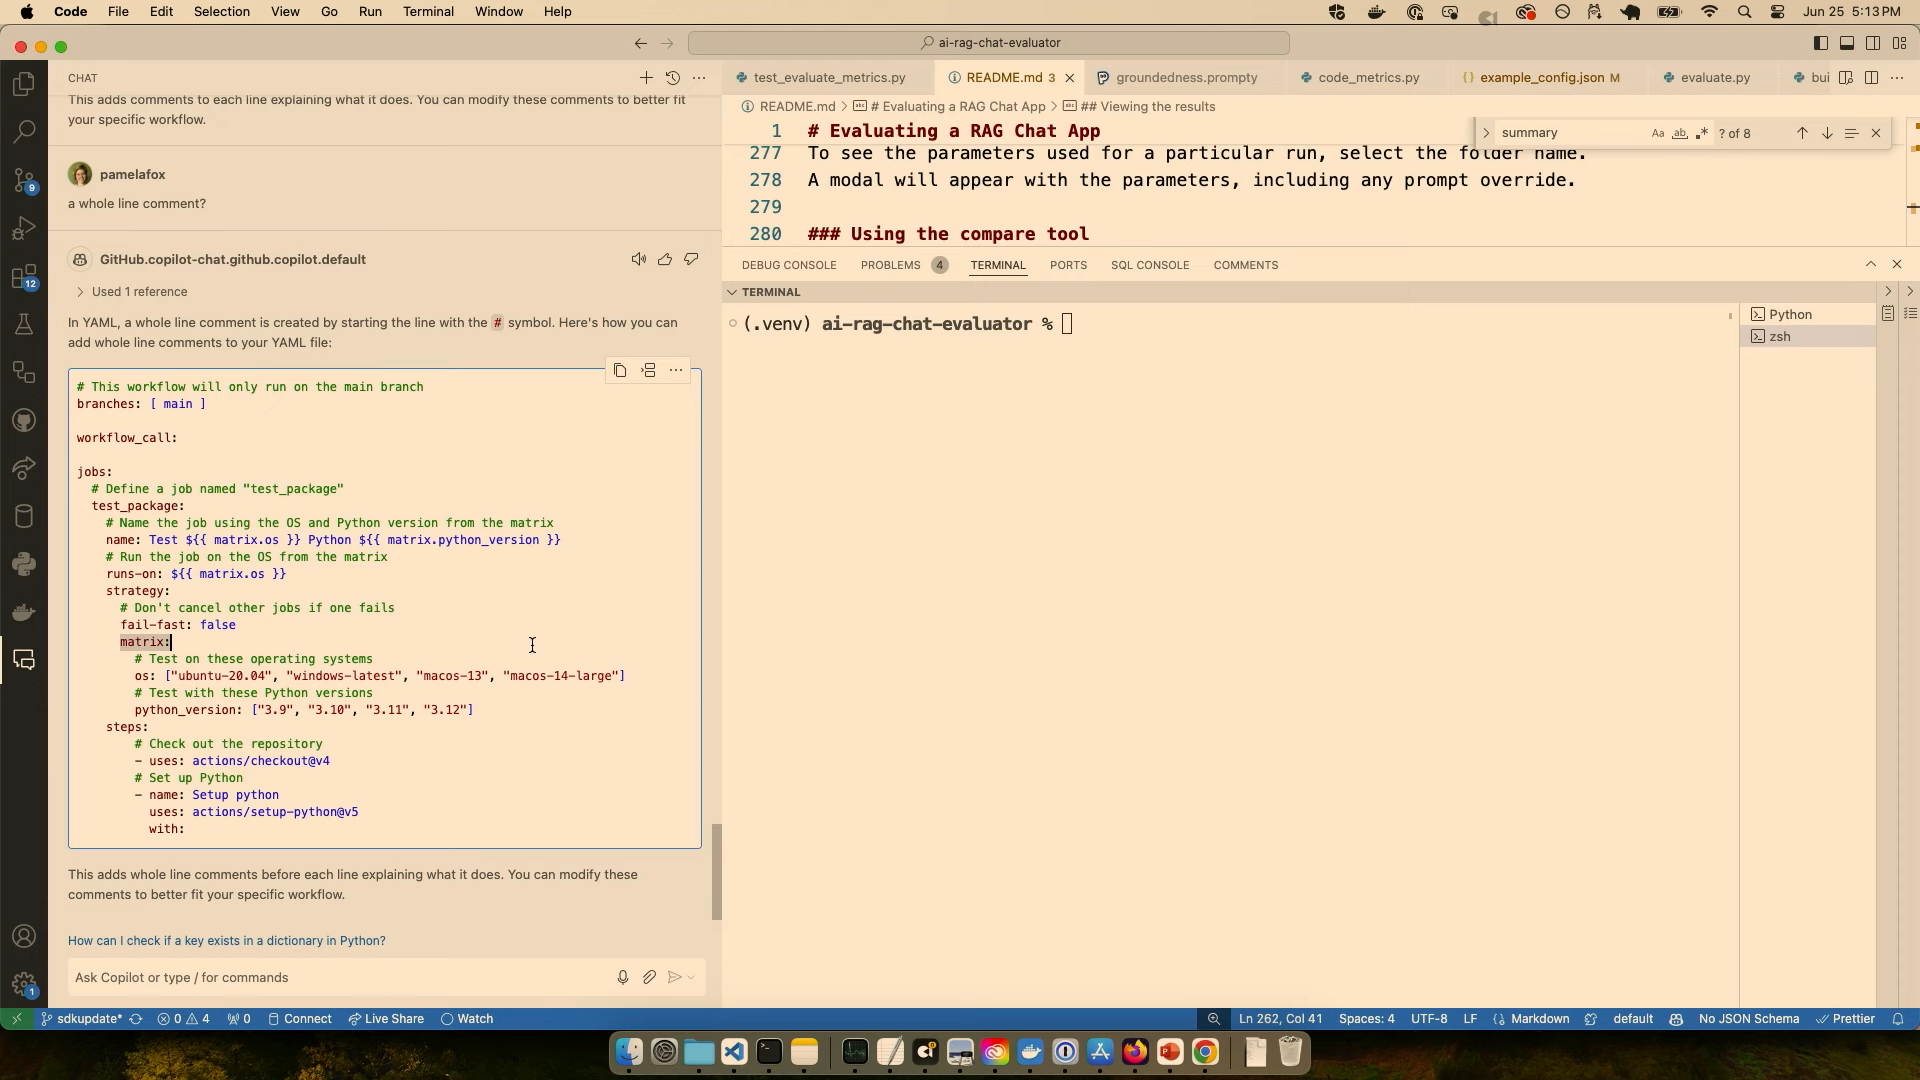 Code File Edit Selection View Go Run Terminal Window Help
Jun 25 5:13 PM
ai-rag-chat-evaluator
CHAT
This adds comments to each line explaining what it does. You can modify these comments to better fit
your specific workflow.
pamelafox
a whole line comment?
GitHub.copilot-chat.github.copilot.default
Used 1 reference
In YAML, a whole line comment is created by starting the line with the # symbol. Here's how you can
add whole line comments to your YAML file:
# This workflow will only run on the main branch
branches: [ main ]
workflow_call:
jobs:
# Define a job named "test_package"
test_package:
# Name the job using the OS and Python version from the matrix
name: Test ${{ matrix.os }} Python ${{ matrix.python_version }}
# Run the job on the OS from the matrix
runs-on: ${{ matrix.os }}
strategy:
# Don't cancel other jobs if one fails
fail-fast: false
matrix:
# Test on these operating systems
os: ["ubuntu-20.04", "windows-latest", "macos-13", "macos-14-large"]
# Test with these Python versions
python_version: ["3.9", "3.10", "3.11", "3.12"]
steps:
# Check out the repository
- uses: actions/checkout@v4
# Set up Python
- name: Setup python
uses: actions/setup-python@v5
with:
This adds whole line comments before each line explaining what it does. You can modify these
comments to better fit your specific workflow.
How can I check if a key exists in a dictionary in Python?
Ask Copilot or type / for commands
9
12
1
test_evaluate_metrics.py README.md 3 groundedness.prompty code_metrics.py {} example_config.json M evaluate.py bui
README.md > # Evaluating a RAG Chat App > ## Viewing the results
summary Aa ab .* ? of 8
1 # Evaluating a RAG Chat App
277 To see the parameters used for a particular run, select the folder name.
278 A modal will appear with the parameters, including any prompt override.
279
280 ### Using the compare tool
DEBUG CONSOLE PROBLEMS 4 TERMINAL PORTS SQL CONSOLE COMMENTS
TERMINAL
(.venv) ai-rag-chat-evaluator %
Python
zsh
sdkupdate* 0 4 0 Connect Live Share Watch Ln 262, Col 41 Spaces: 4 UTF-8 LF Markdown default No JSON Schema Prettier